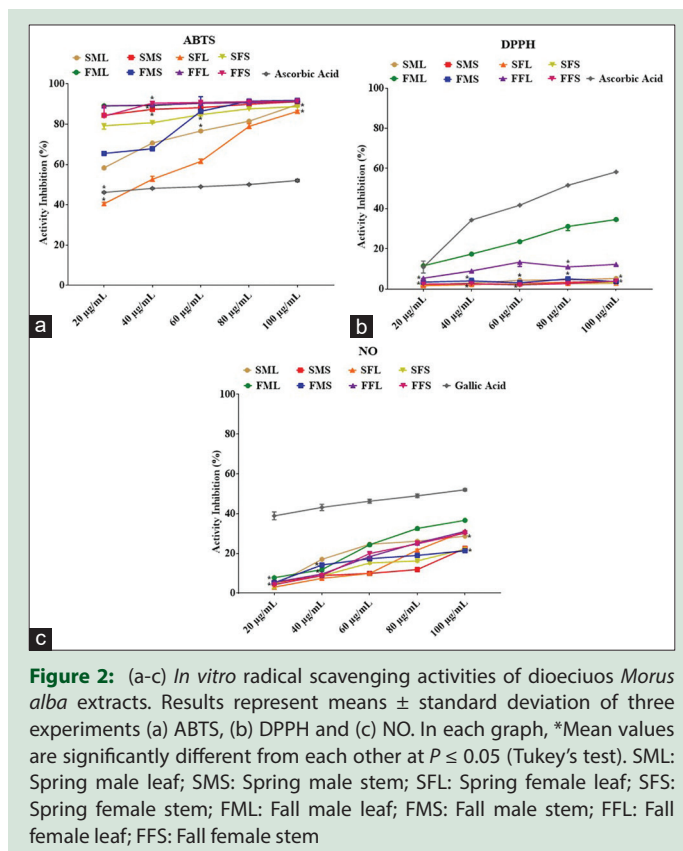 ABTS
SML SMS SFL SFS
FML FMS FFL FFS Ascorbic Acid
Activity Inhibition (%)
100
80
60
40
20
0
20 µg/mL 40 µg/mL 60 µg/mL 80 µg/mL 100 µg/mL
a
DPPH
SML SMS SFL SFS
FML FMS FFL FFS Ascorbic Acid
Activity Inhibition (%)
100
80
60
40
20
0
20 µg/mL 40 µg/mL 60 µg/mL 80 µg/mL 100 µg/mL
b
NO
SML SMS SFL SFS
FML FMS FFL FFS Gallic Acid
Activity Inhibition (%)
100
80
60
40
20
0
20 µg/mL 40 µg/mL 60 µg/mL 80 µg/mL 100 µg/mL
c
Figure 2: (a-c) In vitro radical scavenging activities of dioeciuos Morus
alba extracts. Results represent means ± standard deviation of three
experiments (a) ABTS, (b) DPPH and (c) NO. In each graph, *Mean values
are significantly different from each other at P ≤ 0.05 (Tukey's test). SML:
Spring male leaf; SMS: Spring male stem; SFL: Spring female leaf; SFS:
Spring female stem; FML: Fall male leaf; FMS: Fall male stem; FFL: Fall
female leaf; FFS: Fall female stem